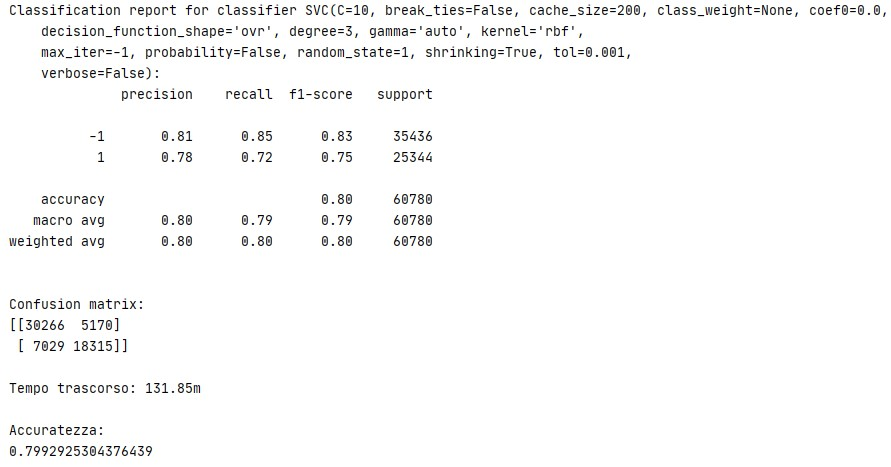 Classification report for classifier SVC(C=10, break_ties=False, cache_size=200, class_weight=None, coef0=0.0,
    decision_function_shape='ovr', degree=3, gamma='auto', kernel='rbf',
    max_iter=-1, probability=False, random_state=1, shrinking=True, tol=0.001,
    verbose=False):
              precision    recall  f1-score   support

          -1       0.81      0.85      0.83     35436
           1       0.78      0.72      0.75     25344

    accuracy                           0.80     60780
   macro avg       0.80      0.79      0.79     60780
weighted avg       0.80      0.80      0.80     60780


Confusion matrix:
[[30266  5170]
 [ 7029 18315]]

Tempo trascorso: 131.85m

Accuratezza:
0.7992925304376439